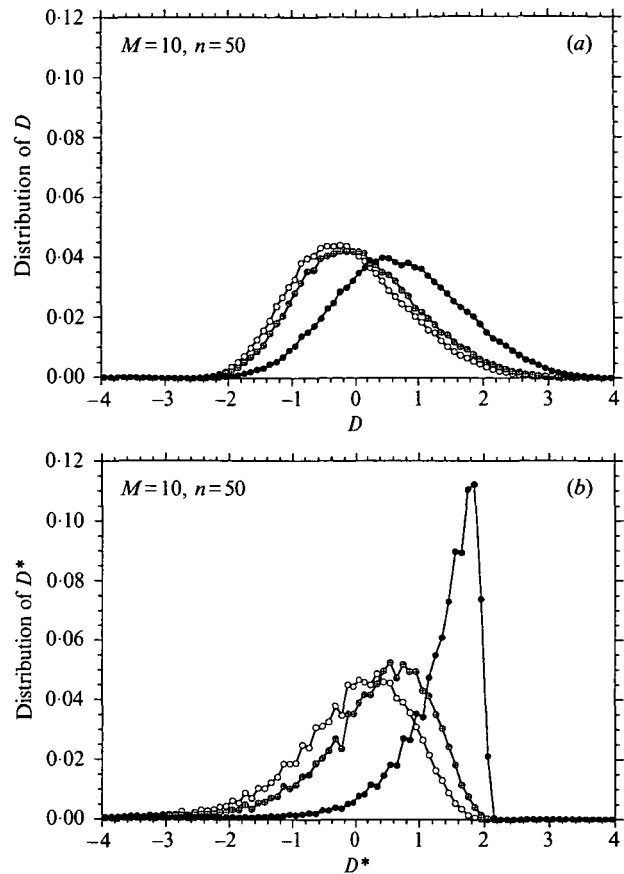 0·12
M=10, n=50
(a)
0·10
0·08
0·06
0·04
0·02
0·00
Distribution of D
−4 −3 −2 −1 0 1 2 3 4
D
0·12
M=10, n=50
(b)
0·10
0·08
0·06
0·04
0·02
0·00
Distribution of D*
−4 −3 −2 −1 0 1 2 3 4
D*